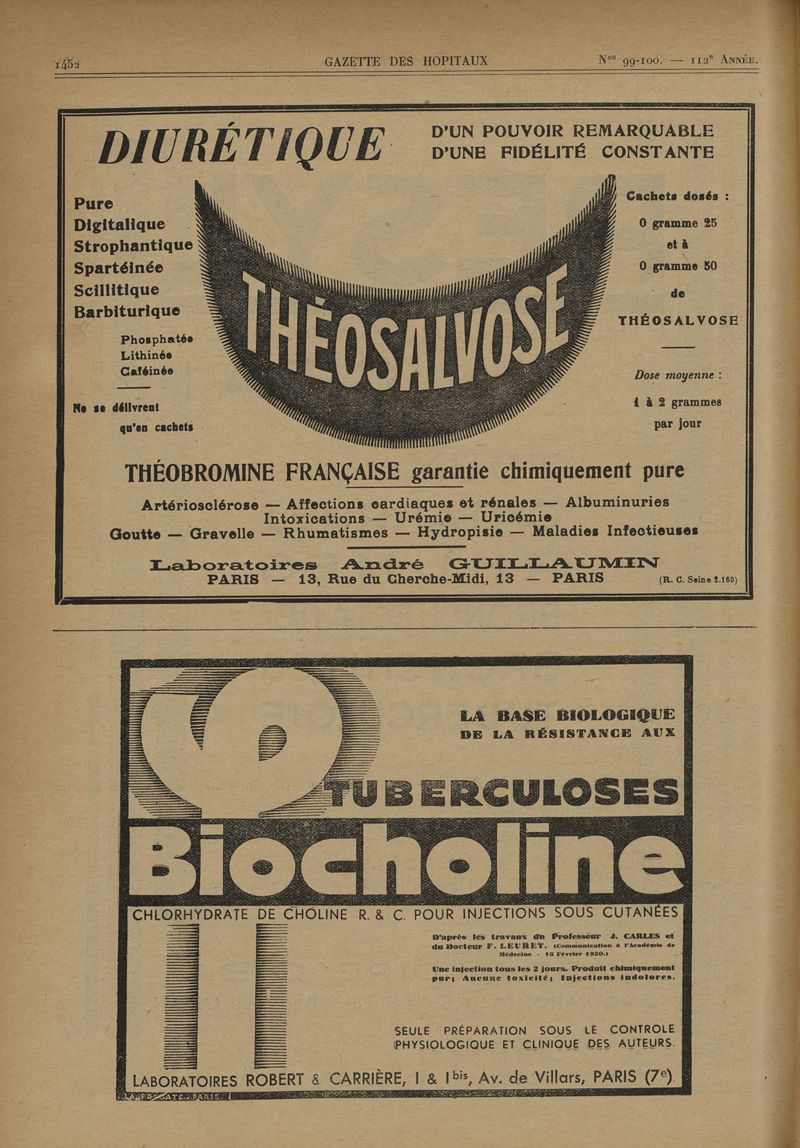 1452
GAZETTE DES HOPITAUX
Nos 99-100. — 112e ANNÉE.
DIURÉTIQUE
D'UN POUVOIR REMARQUABLE
D'UNE FIDÉLITÉ CONSTANTE
Pure
Digitalique
Strophantique
Spartéinée
Scillitique
Barbiturique
Phosphatée
Lithinée
Caféinée
Ne se délivrent
qu'en cachets
THÉOSALVOSE
Cachets dosés :
0 gramme 25
et à
0 gramme 50
de
THÉOSALVOSE
Dose moyenne :
1 à 2 grammes
par jour
THÉOBROMINE FRANÇAISE garantie chimiquement pure
Artériosclérose — Affections cardiaques et rénales — Albuminuries
Intoxications — Urémie — Uricémie
Goutte — Gravelle — Rhumatismes — Hydropisie — Maladies Infectieuses
Laboratoires André GUILLAUMIN
PARIS — 13, Rue du Cherche-Midi, 13 — PARIS (R. C. Seine 2.160)
LA BASE BIOLOGIQUE
DE LA RÉSISTANCE AUX
TUBERCULOSES
Biocholine
CHLORHYDRATE DE CHOLINE R. & C. POUR INJECTIONS SOUS CUTANÉES
D'après les travaux du Professeur J. CARLES et
du Docteur F. LEURET. (Communication à l'Académie de
Médecine - 18 Février 1930.)
Une injection tous les 2 jours. Produit chimiquement
pur; Aucune toxicité; Injections indolores.
SEULE PRÉPARATION SOUS LE CONTROLE
PHYSIOLOGIQUE ET CLINIQUE DES AUTEURS.
LABORATOIRES ROBERT & CARRIÈRE, 1 & 1bis, Av. de Villars, PARIS (7e)